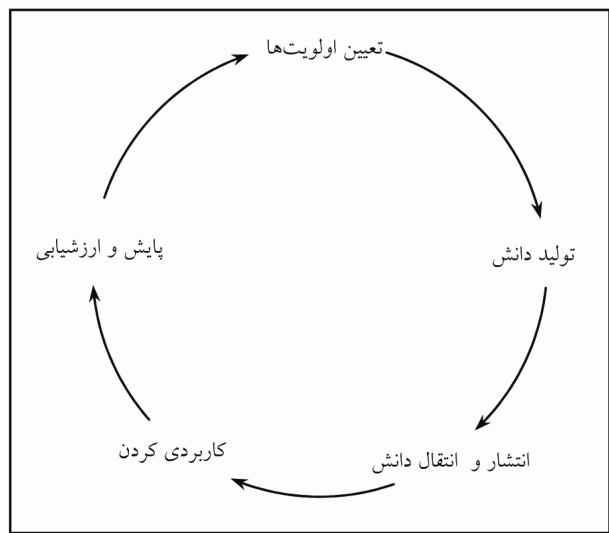 تعیین اولویت‌ها
تولید دانش
انتشار و انتقال دانش
کاربردی کردن
پایش و ارزشیابی